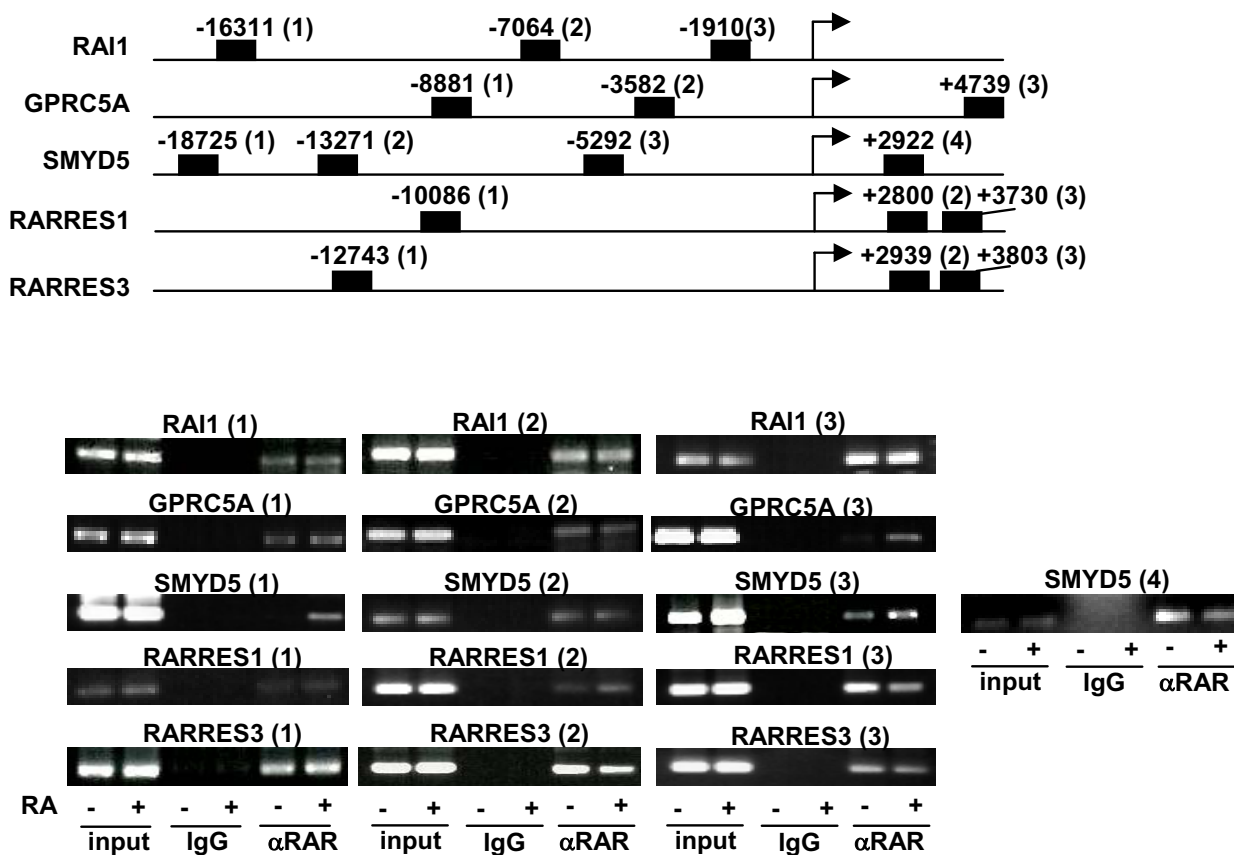 RAI1 -16311 (1) -7064 (2) -1910(3)
GPRC5A -8881 (1) -3582 (2) +4739 (3)
SMYD5 -18725 (1) -13271 (2) -5292 (3) +2922 (4)
RARRES1 -10086 (1) +2800 (2) +3730 (3)
RARRES3 -12743 (1) +2939 (2) +3803 (3)
RAI1 (1) RAI1 (2) RAI1 (3)
GPRC5A (1) GPRC5A (2) GPRC5A (3)
SMYD5 (1) SMYD5 (2) SMYD5 (3) SMYD5 (4)
RARRES1 (1) RARRES1 (2) RARRES1 (3)
- + - + - +
input IgG αRAR
RARRES3 (1) RARRES3 (2) RARRES3 (3)
RA - + - + - + - + - + - + - + - + - +
input IgG αRAR input IgG αRAR input IgG αRAR